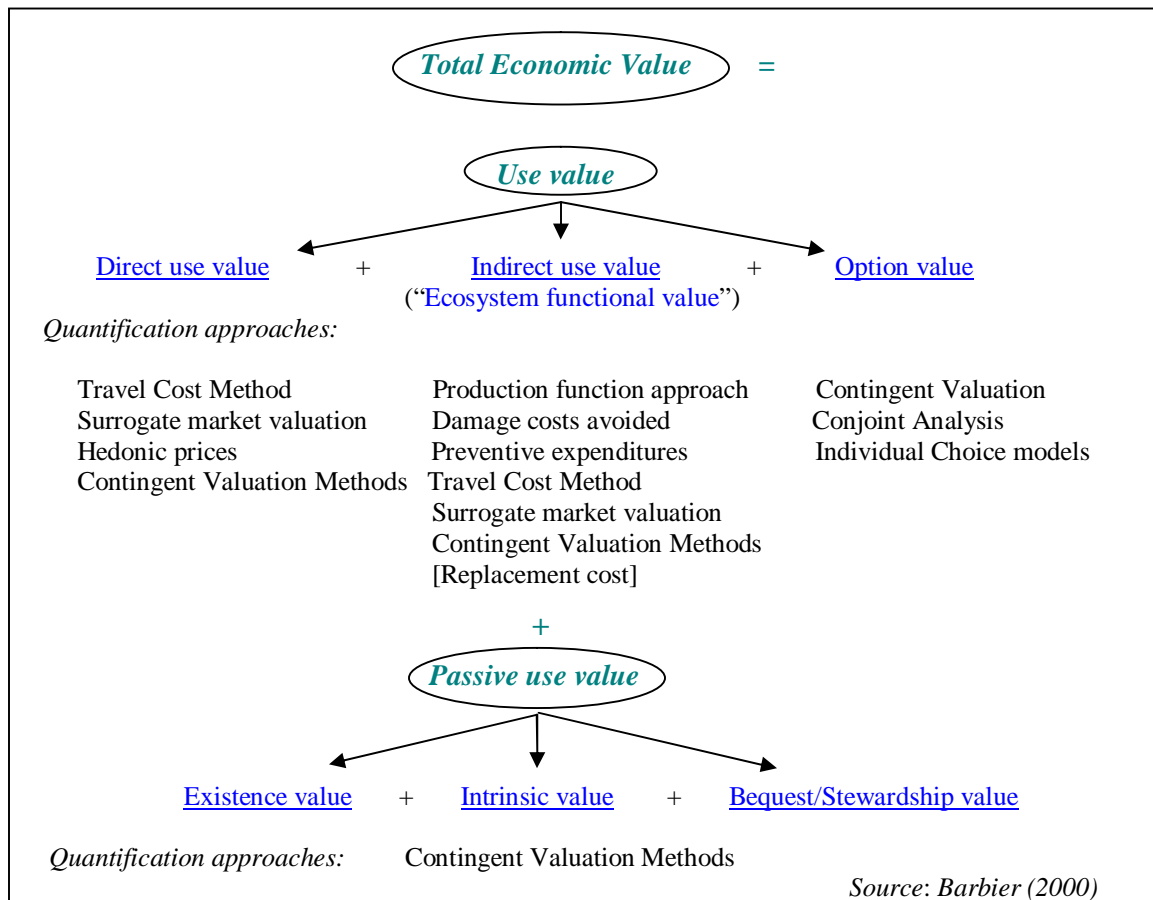 Total Economic Value =
Use value
Direct use value + Indirect use value + Option value
(“Ecosystem functional value”)
Quantification approaches:
Travel Cost Method Production function approach Contingent Valuation
Surrogate market valuation Damage costs avoided Conjoint Analysis
Hedonic prices Preventive expenditures Individual Choice models
Contingent Valuation Methods Travel Cost Method
Surrogate market valuation
Contingent Valuation Methods
[Replacement cost]
+
Passive use value
Existence value + Intrinsic value + Bequest/Stewardship value
Quantification approaches: Contingent Valuation Methods
Source: Barbier (2000)